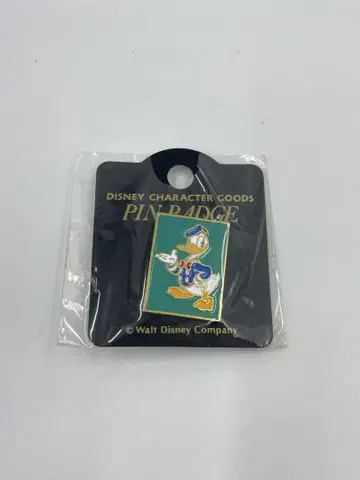 DISNEY CHARACTER GOODS
PIN BADGE
© Walt Disney Company